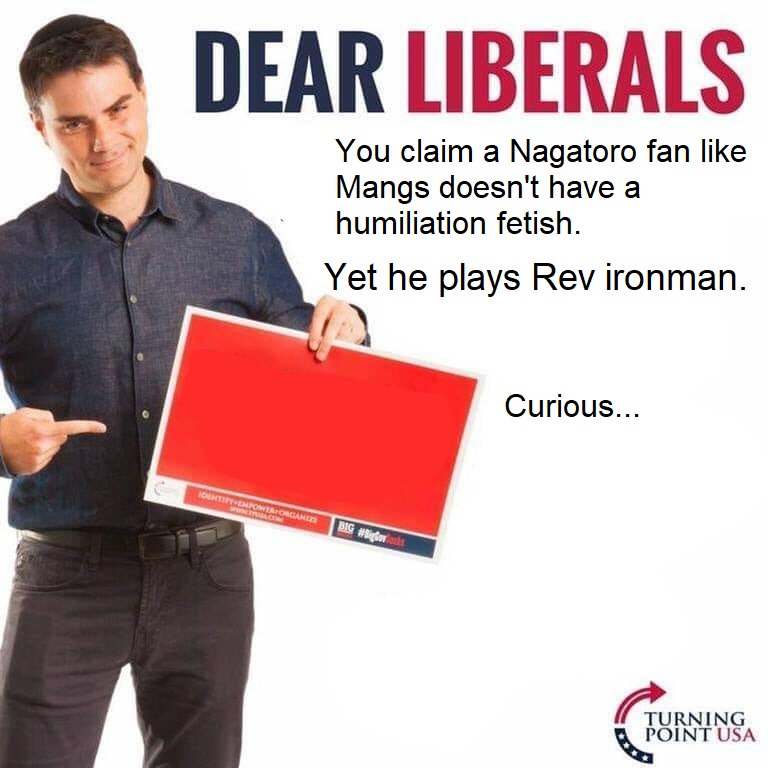 DEAR LIBERALS
You claim a Nagatoro fan like
Mangs doesn't have a
humiliation fetish.
Yet he plays Rev ironman.
Curious...
IDENTIFY•EMPOWER•ORGANIZE
WWW.TPUSA.COM
BIG
#BigGovSucks
TURNING
POINT USA